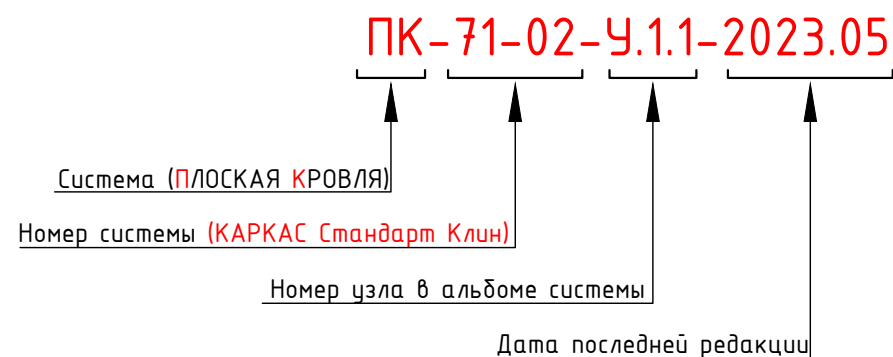 ПК-71-02-У.1.1-2023.05
Система (ПЛОСКАЯ КРОВЛЯ)
Номер системы (КАРКАС Стандарт Клин)
Номер узла в альбоме системы
Дата последней редакции